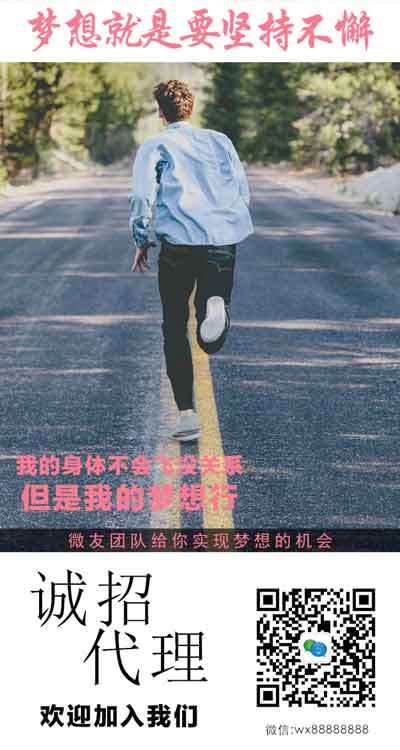 梦想就是要坚持不懈
我的身体不会飞没关系
但是我的梦想行
微友团队给你实现梦想的机会
诚招
代理
欢迎加入我们
微信:wx88888888